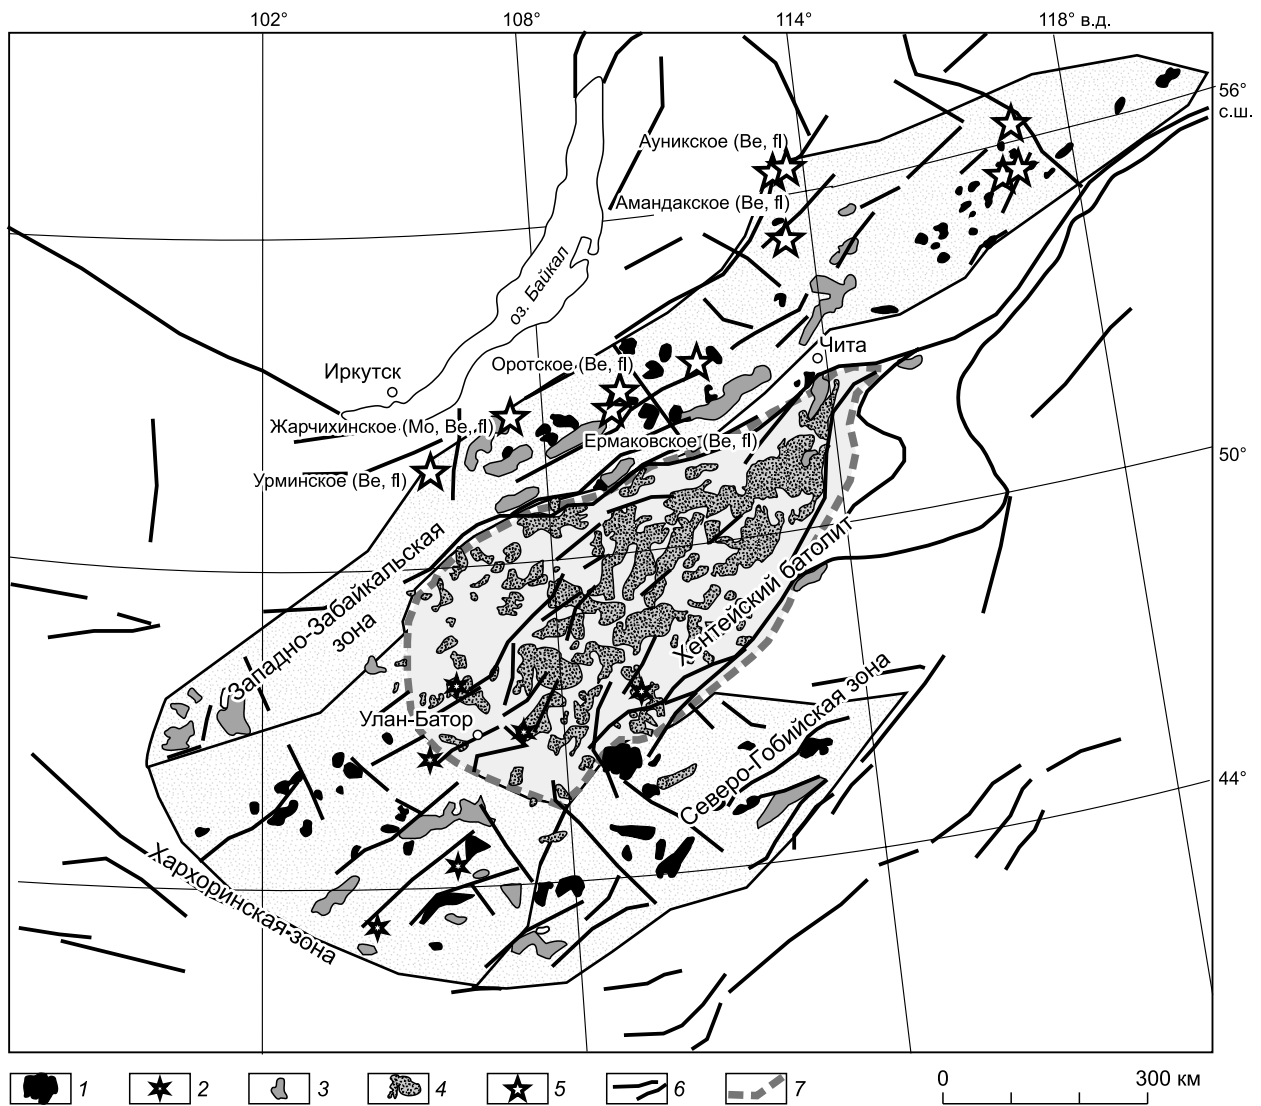 102°
108°
114°
118° в.д.
56°
с.ш.
Ауникское (Be, fl)
Амандакское (Be, fl)
оз. Байкал
Чита
Иркутск
Оротское (Be, fl)
Жарчихинское (Mo, Be, fl)
Ермаковское (Be, fl)
50°
Урминское (Be, fl)
Западно-Забайкальская
зона
Хентейский батолит
Улан-Батор
Северо-Гобийская зона
44°
Хархоринская зона
1
2
3
4
5
6
7
0
300 км